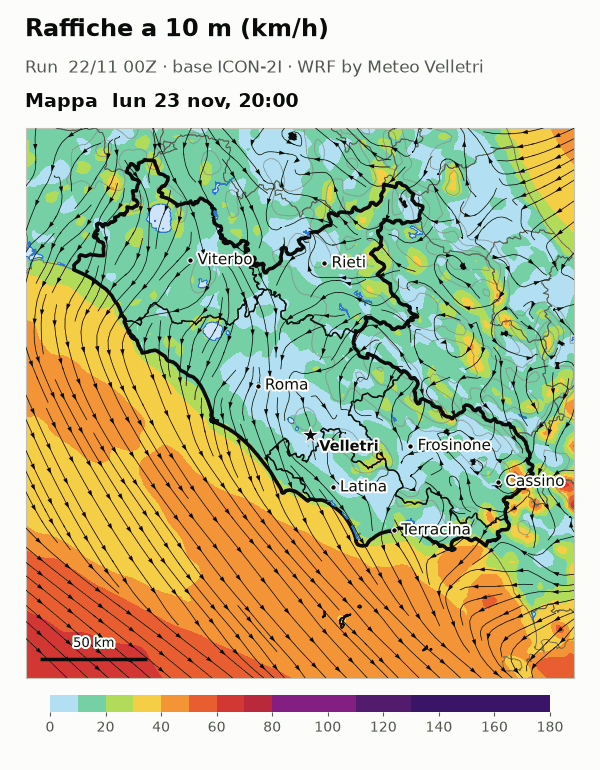 Raffiche a 10 m (km/h)
Run  22/11 00Z · base ICON-2I · WRF by Meteo Velletri
Mappa  lun 23 nov, 20:00
Viterbo
Rieti
Roma
Velletri
Frosinone
Latina
Cassino
Terracina
50 km
0 20 40 60 80 100 120 140 160 180